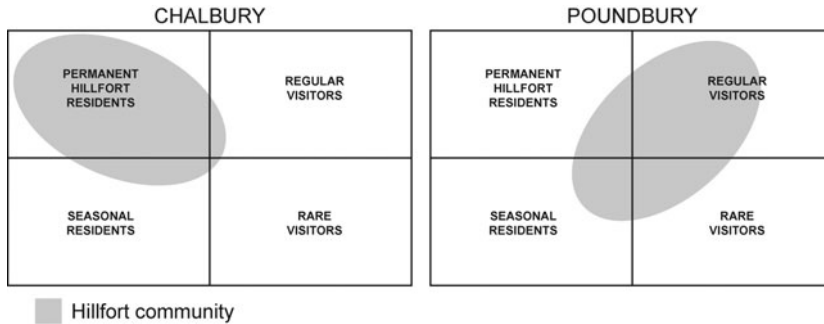 CHALBURY
PERMANENT
HILLFORT
RESIDENTS
REGULAR
VISITORS
SEASONAL
RESIDENTS
RARE
VISITORS
POUNDBURY
PERMANENT
HILLFORT
RESIDENTS
REGULAR
VISITORS
SEASONAL
RESIDENTS
RARE
VISITORS
Hillfort community